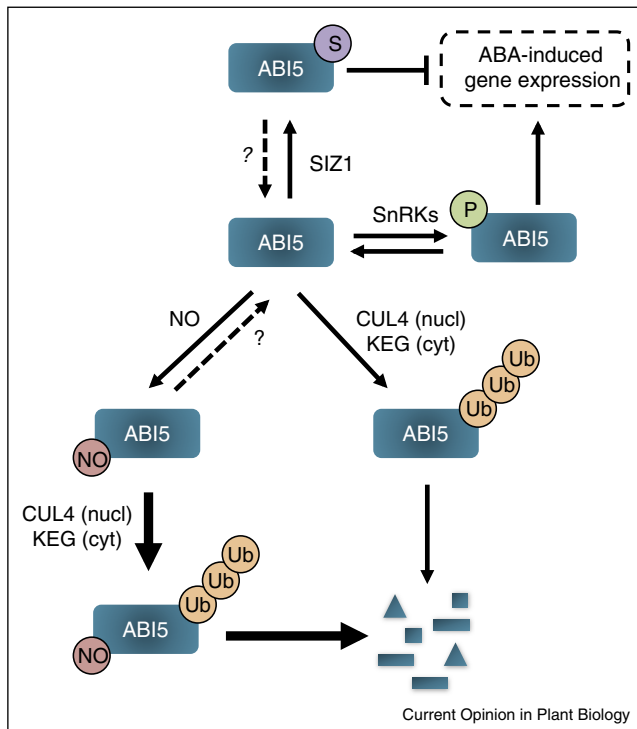 S
ABI5
ABA-induced
gene expression
?
SIZ1
ABI5
SnRKs
P
ABI5
NO
?
CUL4 (nucl)
KEG (cyt)
ABI5
NO
ABI5
Ub
Ub
Ub
CUL4 (nucl)
KEG (cyt)
ABI5
NO
Ub
Ub
Ub
Current Opinion in Plant Biology